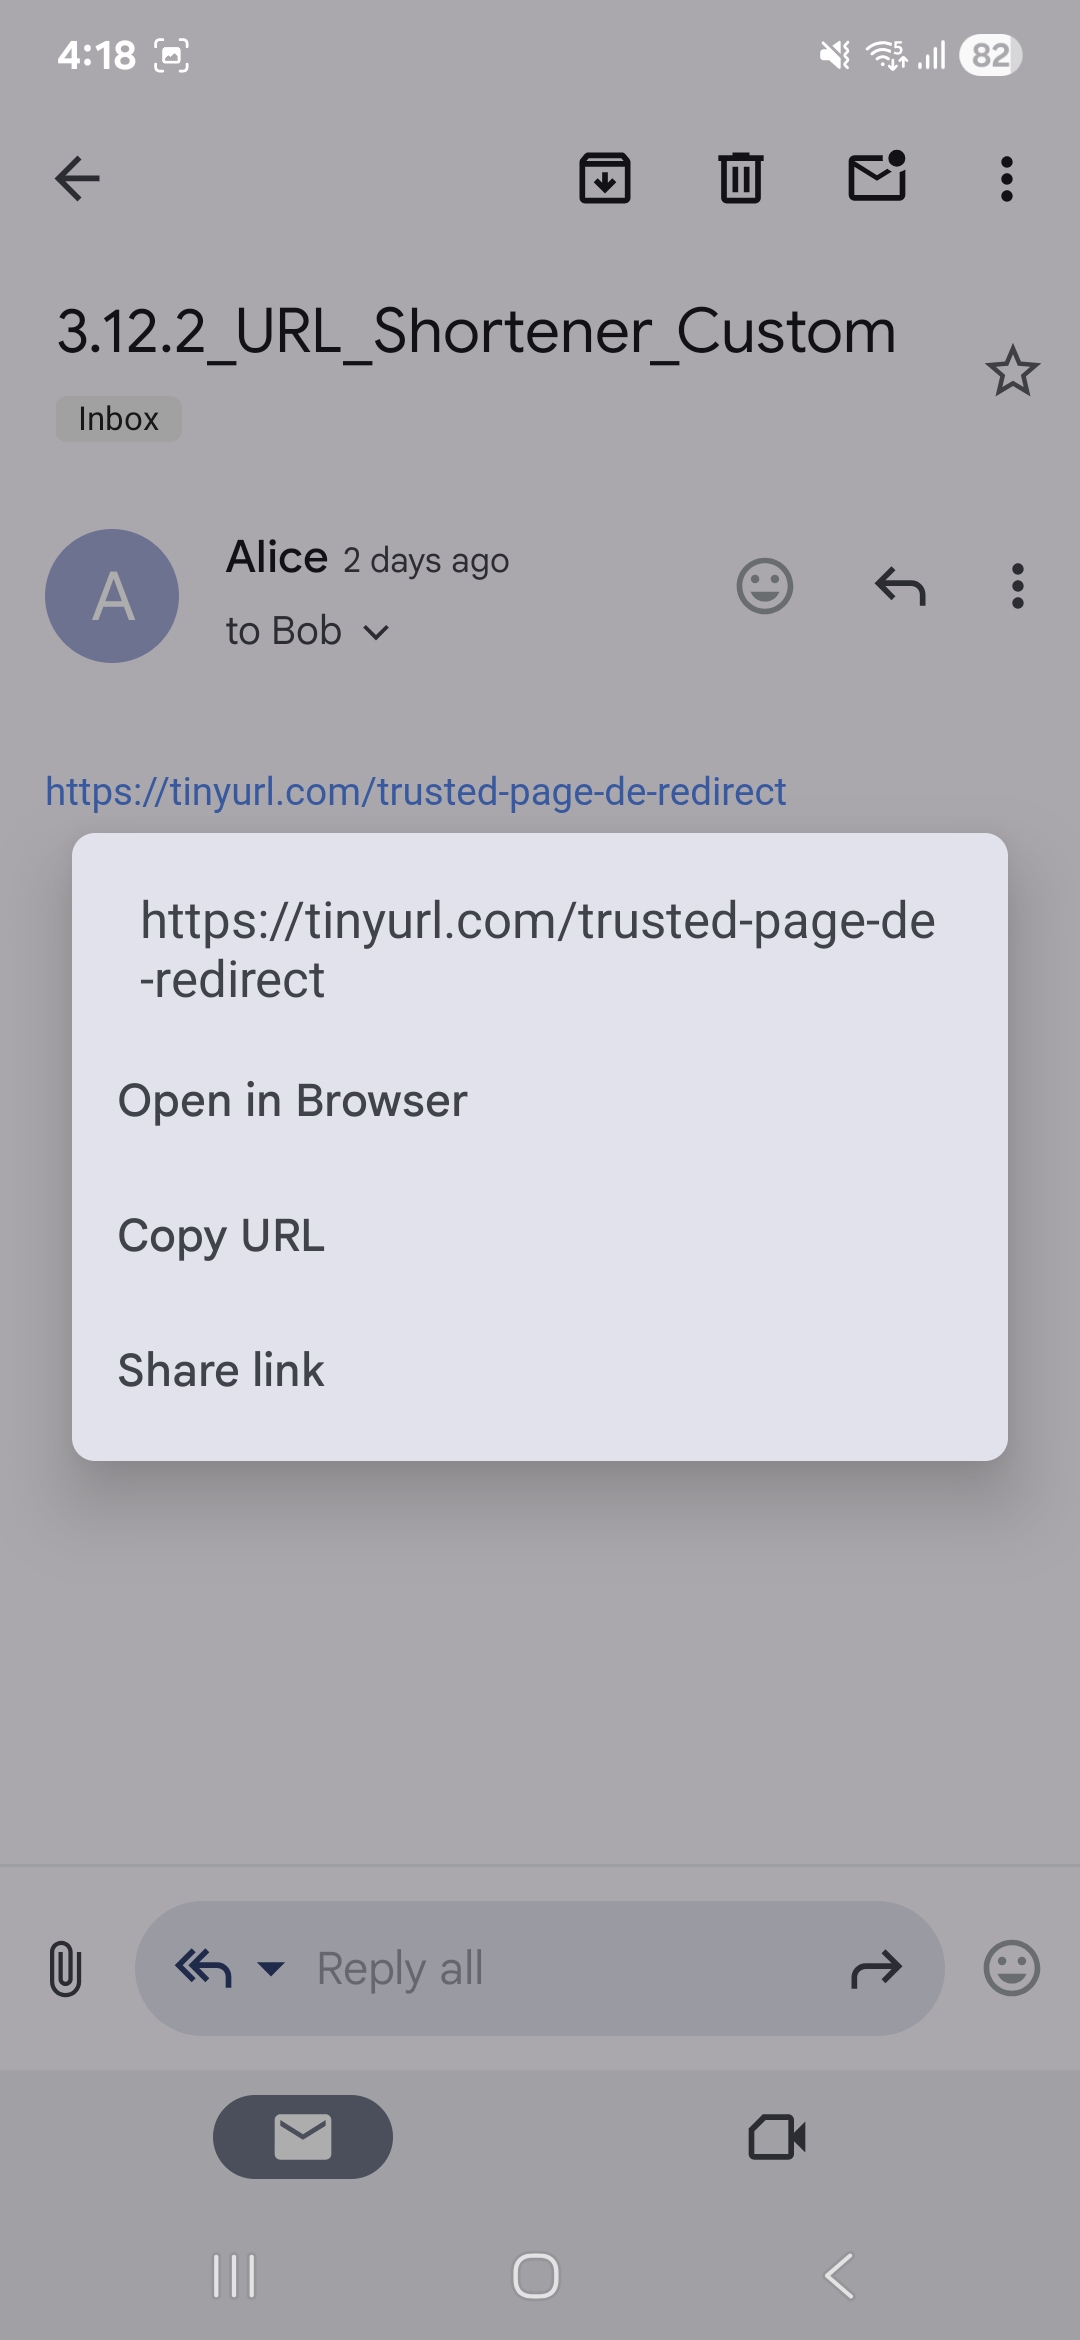 4:18
5
82
3.12.2_URL_Shortener_Custom
Inbox
A
Alice 2 days ago
to Bob
https://tinyurl.com/trusted-page-de-redirect
https://tinyurl.com/trusted-page-de
-redirect
Open in Browser
Copy URL
Share link
Reply all